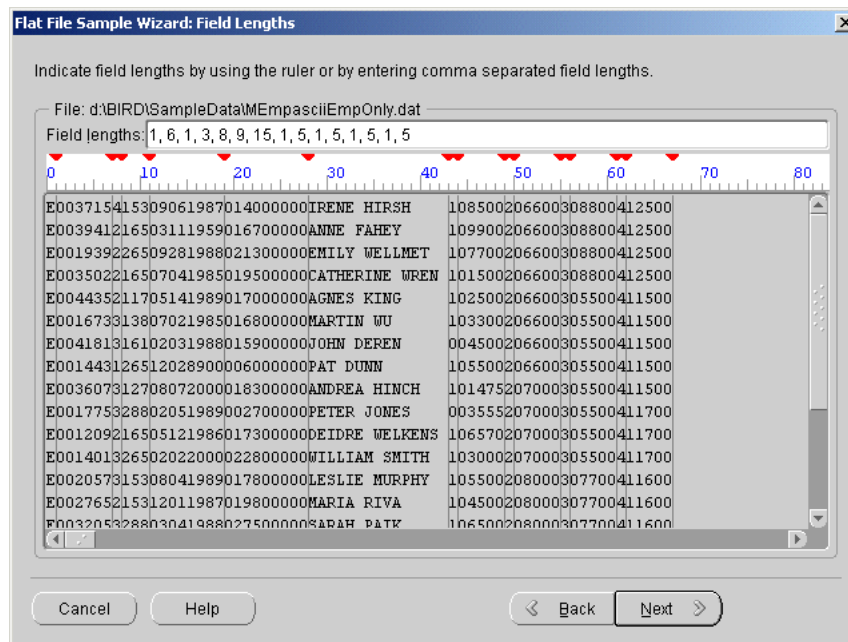 Flat File Sample Wizard: Field Lengths
Indicate field lengths by using the ruler or by entering comma separated field lengths.
File: d:\BIRD\SampleData\MEmpasciiEmpOnly.dat
Field lengths: 1, 6, 1, 3, 8, 9, 15, 1, 5, 1, 5, 1, 5, 1, 5
0 10 20 30 40 50 60 70 80
E003715415309061987014000000IRENE HIRSH    108500206600308800412500
E003941216503111959016700000ANNE FAHEY     109900206600308800412500
E001939226509281988021300000EMILY WELLMET  107700206600308800412500
E003502216507041985019500000CATHERINE WREN 101500206600308800412500
E004435211705141989017000000AGNES KING     102500206600305500411500
E001673313807021985016800000MARTIN WU      103300206600305500411500
E004181316102031988015900000JOHN DEREN     004500206600305500411500
E001443126512028900006000000PAT DUNN       105500206600305500411500
E003607312708072000018300000ANDREA HINCH   101475207000305500411500
E001775328802051989002700000PETER JONES    003555207000305500411700
E001209216505121986017300000DEIDRE WELKENS 106570207000305500411700
E001401326502022000022800000WILLIAM SMITH  103000207000305500411700
E002057315308041989017800000LESLIE MURPHY  105500208000307700411600
E002765215312011987019800000MARIA RIVA     104500208000307700411600
E003205328803041988027500000SARAH PAIK     106500208000307700411600
Cancel Help Back Next